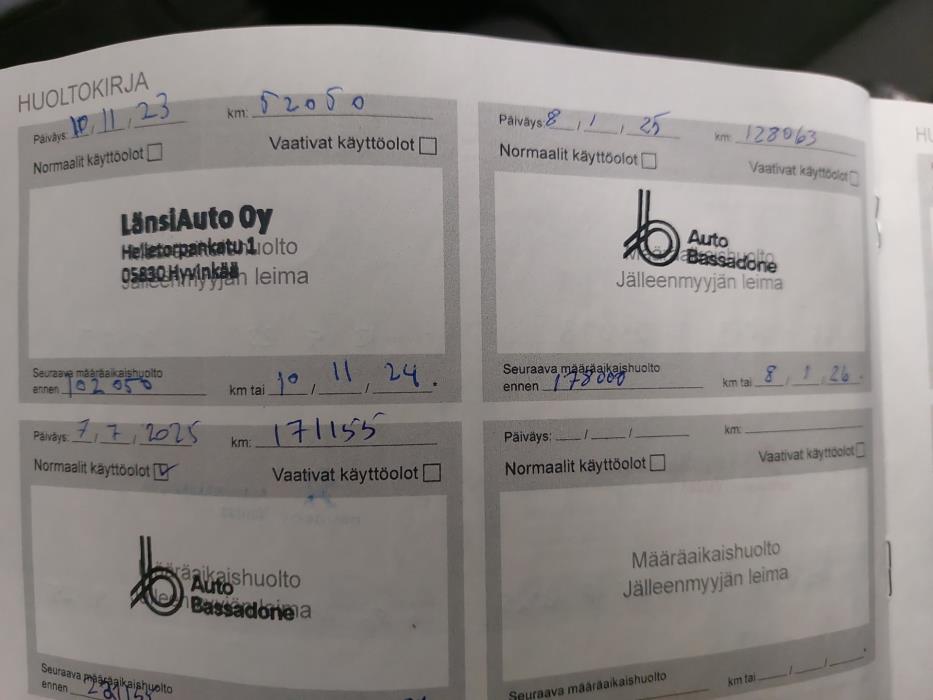 HUOLTOKIRJA
Päiväys: 10, 11, 23 km: 52050
Normaalit käyttöolot Vaativat käyttöolot
LänsiAuto Oy
Helletorpankatu 1
05830 Hyvinkää
Määräaikaishuolto
Jälleenmyyjän leima
Seuraava määräaikaishuolto
ennen 102050 km tai 10 / 11 / 24 .
Päiväys: 8 , 1 , 25 km: 128063
Normaalit käyttöolot Vaativat käyttöolot
Auto
Bassadone
Määräaikaishuolto
Jälleenmyyjän leima
Seuraava määräaikaishuolto
ennen 178000 km tai 8 / 1 , 26 .
Päiväys: 7, 7, 2025 km: 171155
Normaalit käyttöolot Vaativat käyttöolot
Määräaikaishuolto
Auto
Bassadone
Jälleenmyyjän leima
Seuraava määräaikaishuolto
ennen 221155
Päiväys: / / km:
Normaalit käyttöolot Vaativat käyttöolot
Määräaikaishuolto
Jälleenmyyjän leima
Seuraava määräaikaishuolto
km tai / / .
HU